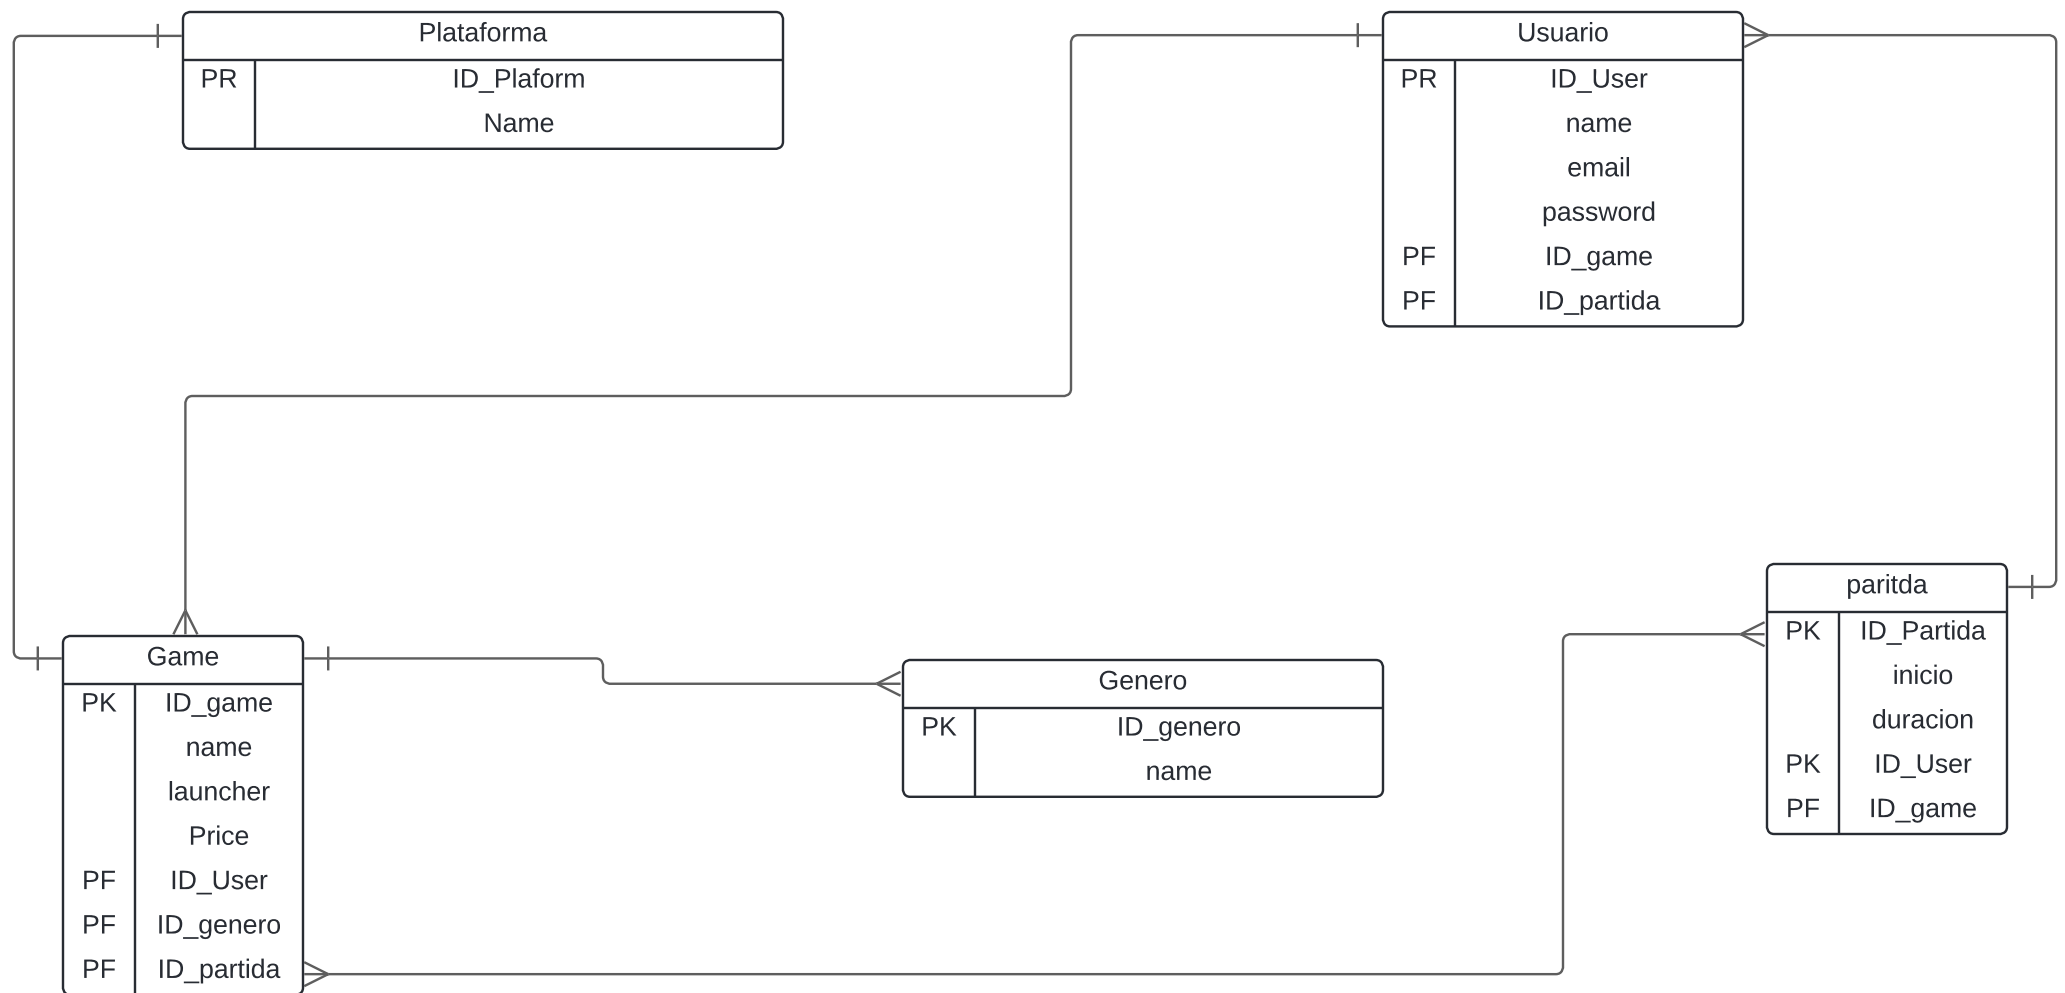 Plataforma
PR ID_Plaform
Name
Usuario
PR ID_User
name
email
password
PF ID_game
PF ID_partida
Game
PK ID_game
name
launcher
Price
PF ID_User
PF ID_genero
PF ID_partida
Genero
PK ID_genero
name
paritda
PK ID_Partida
inicio
duracion
PK ID_User
PF ID_game